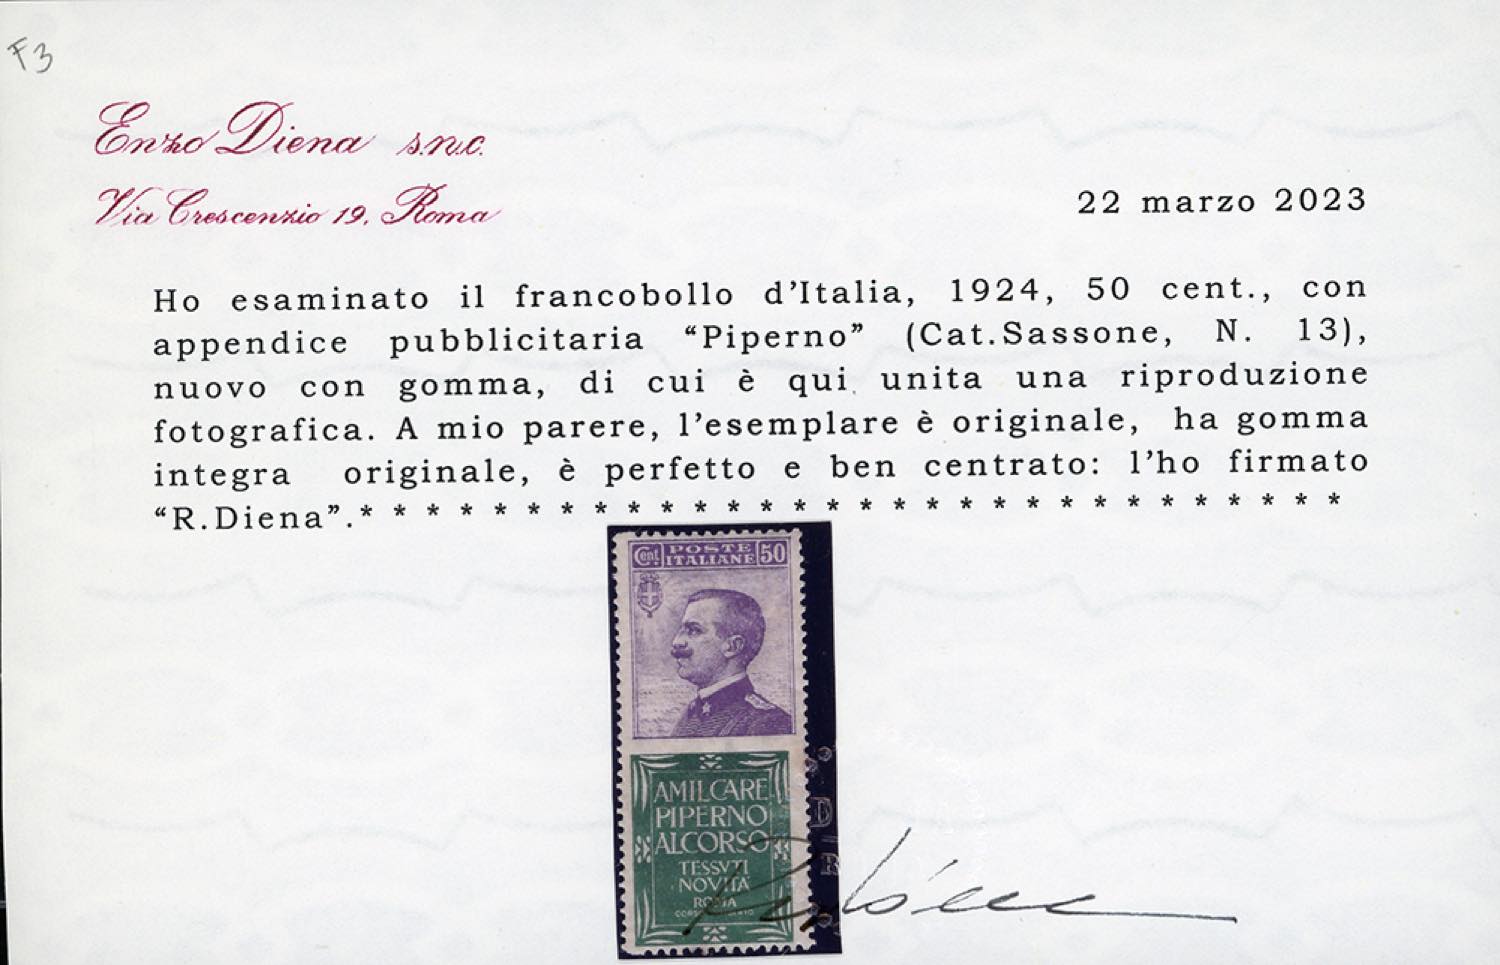 F3
Enzo Diena s.n.c.
Via Crescenzio 19, Roma
22 marzo 2023
Ho esaminato il francobollo d'Italia, 1924, 50 cent., con
appendice pubblicitaria “Piperno” (Cat.Sassone, N. 13),
nuovo con gomma, di cui è qui unita una riproduzione
fotografica. A mio parere, l'esemplare è originale, ha gomma
integra originale, è perfetto e ben centrato: l'ho firmato
“R.Diena”.* * * * * * * * * * * * * * * * * * * * * * * * * * * * * *
Cent. POSTE ITALIANE 50
AMILCARE
PIPERNO
AL CORSO
TESSVTI
NOVITA
ROMA